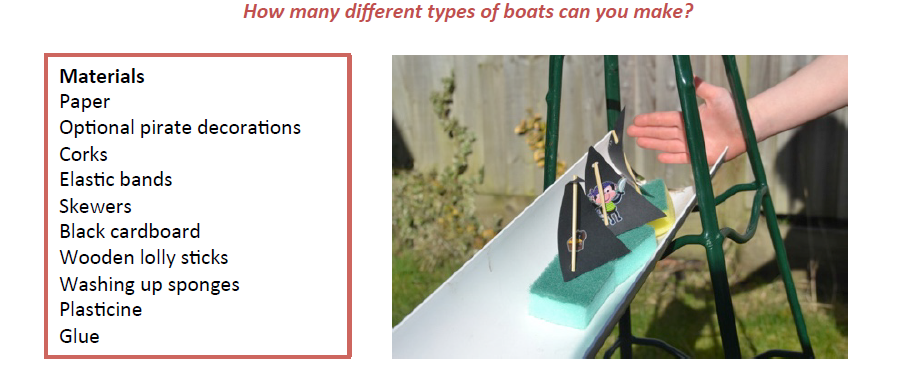 How many different types of boats can you make?
Materials
Paper
Optional pirate decorations
Corks
Elastic bands
Skewers
Black cardboard
Wooden lolly sticks
Washing up sponges
Plasticine
Glue